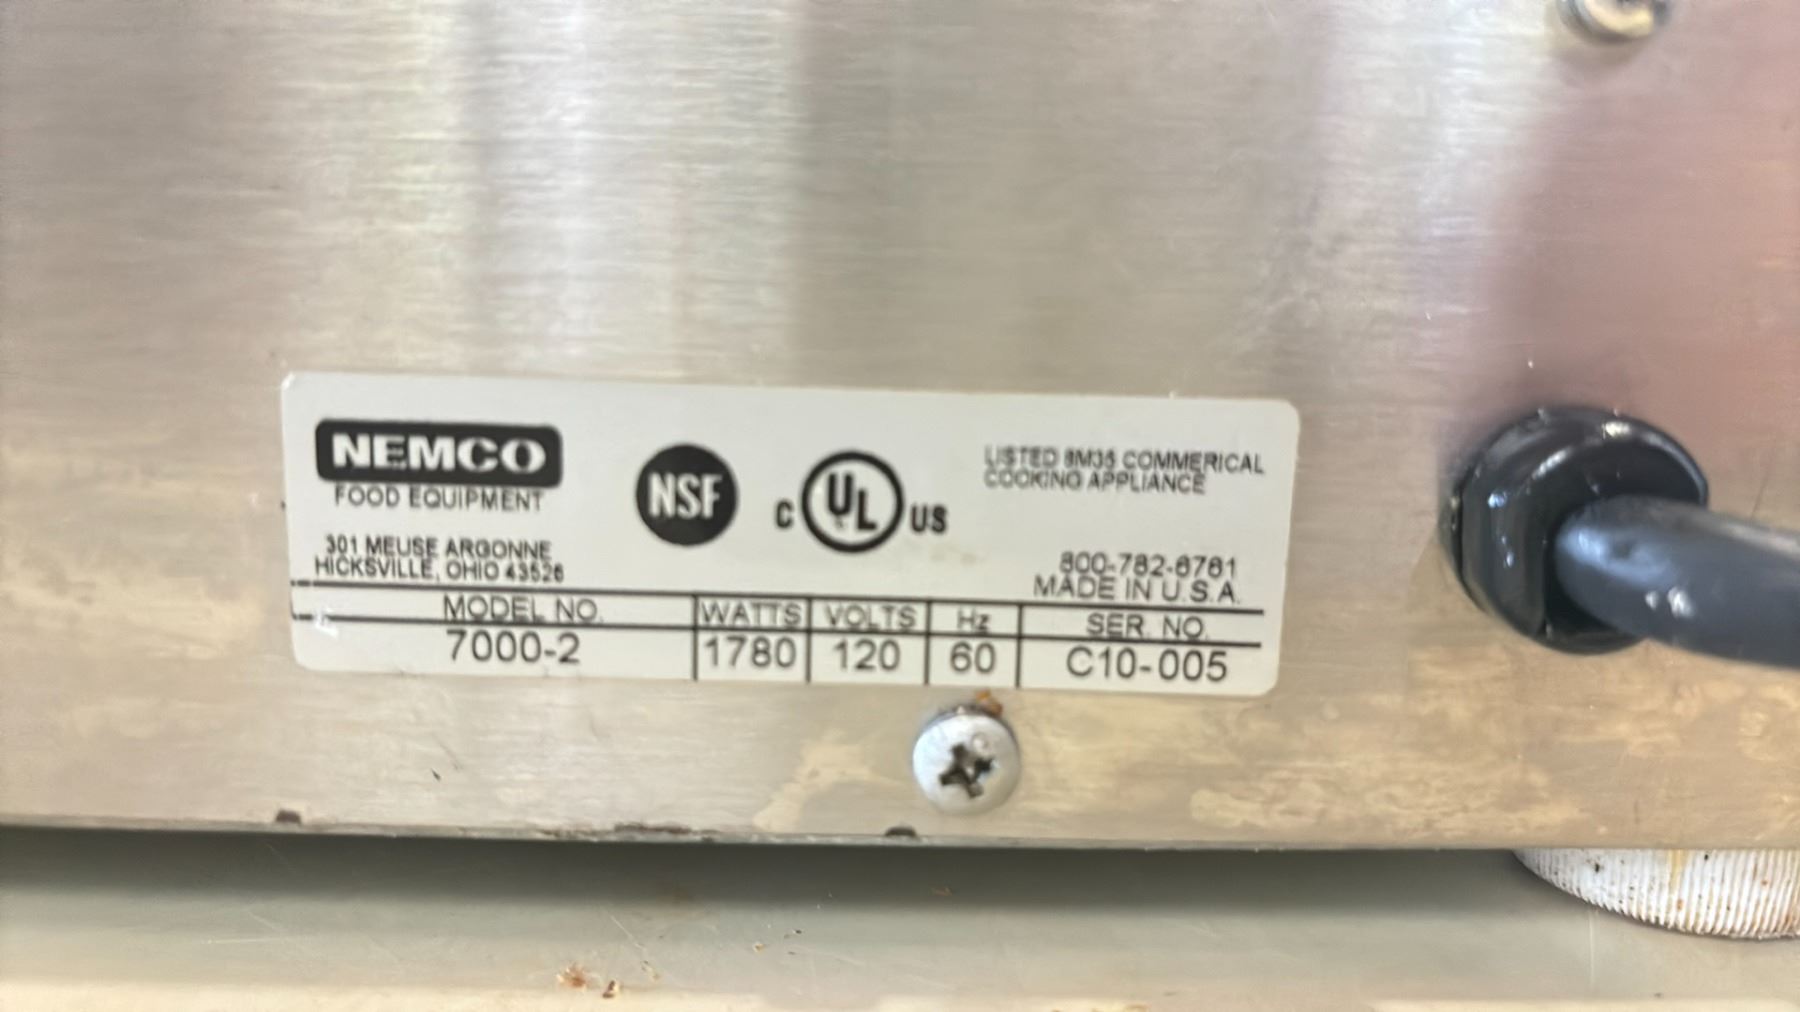 NEMCO
FOOD EQUIPMENT
301 MEUSE ARGONNE
HICKSVILLE, OHIO 43526
NSF
C UL US
LISTED 8M35 COMMERICAL
COOKING APPLIANCE
800-782-6761
MADE IN U.S.A.
MODEL NO. WATTS VOLTS Hz SER. NO.
7000-2 1780 120 60 C10-005